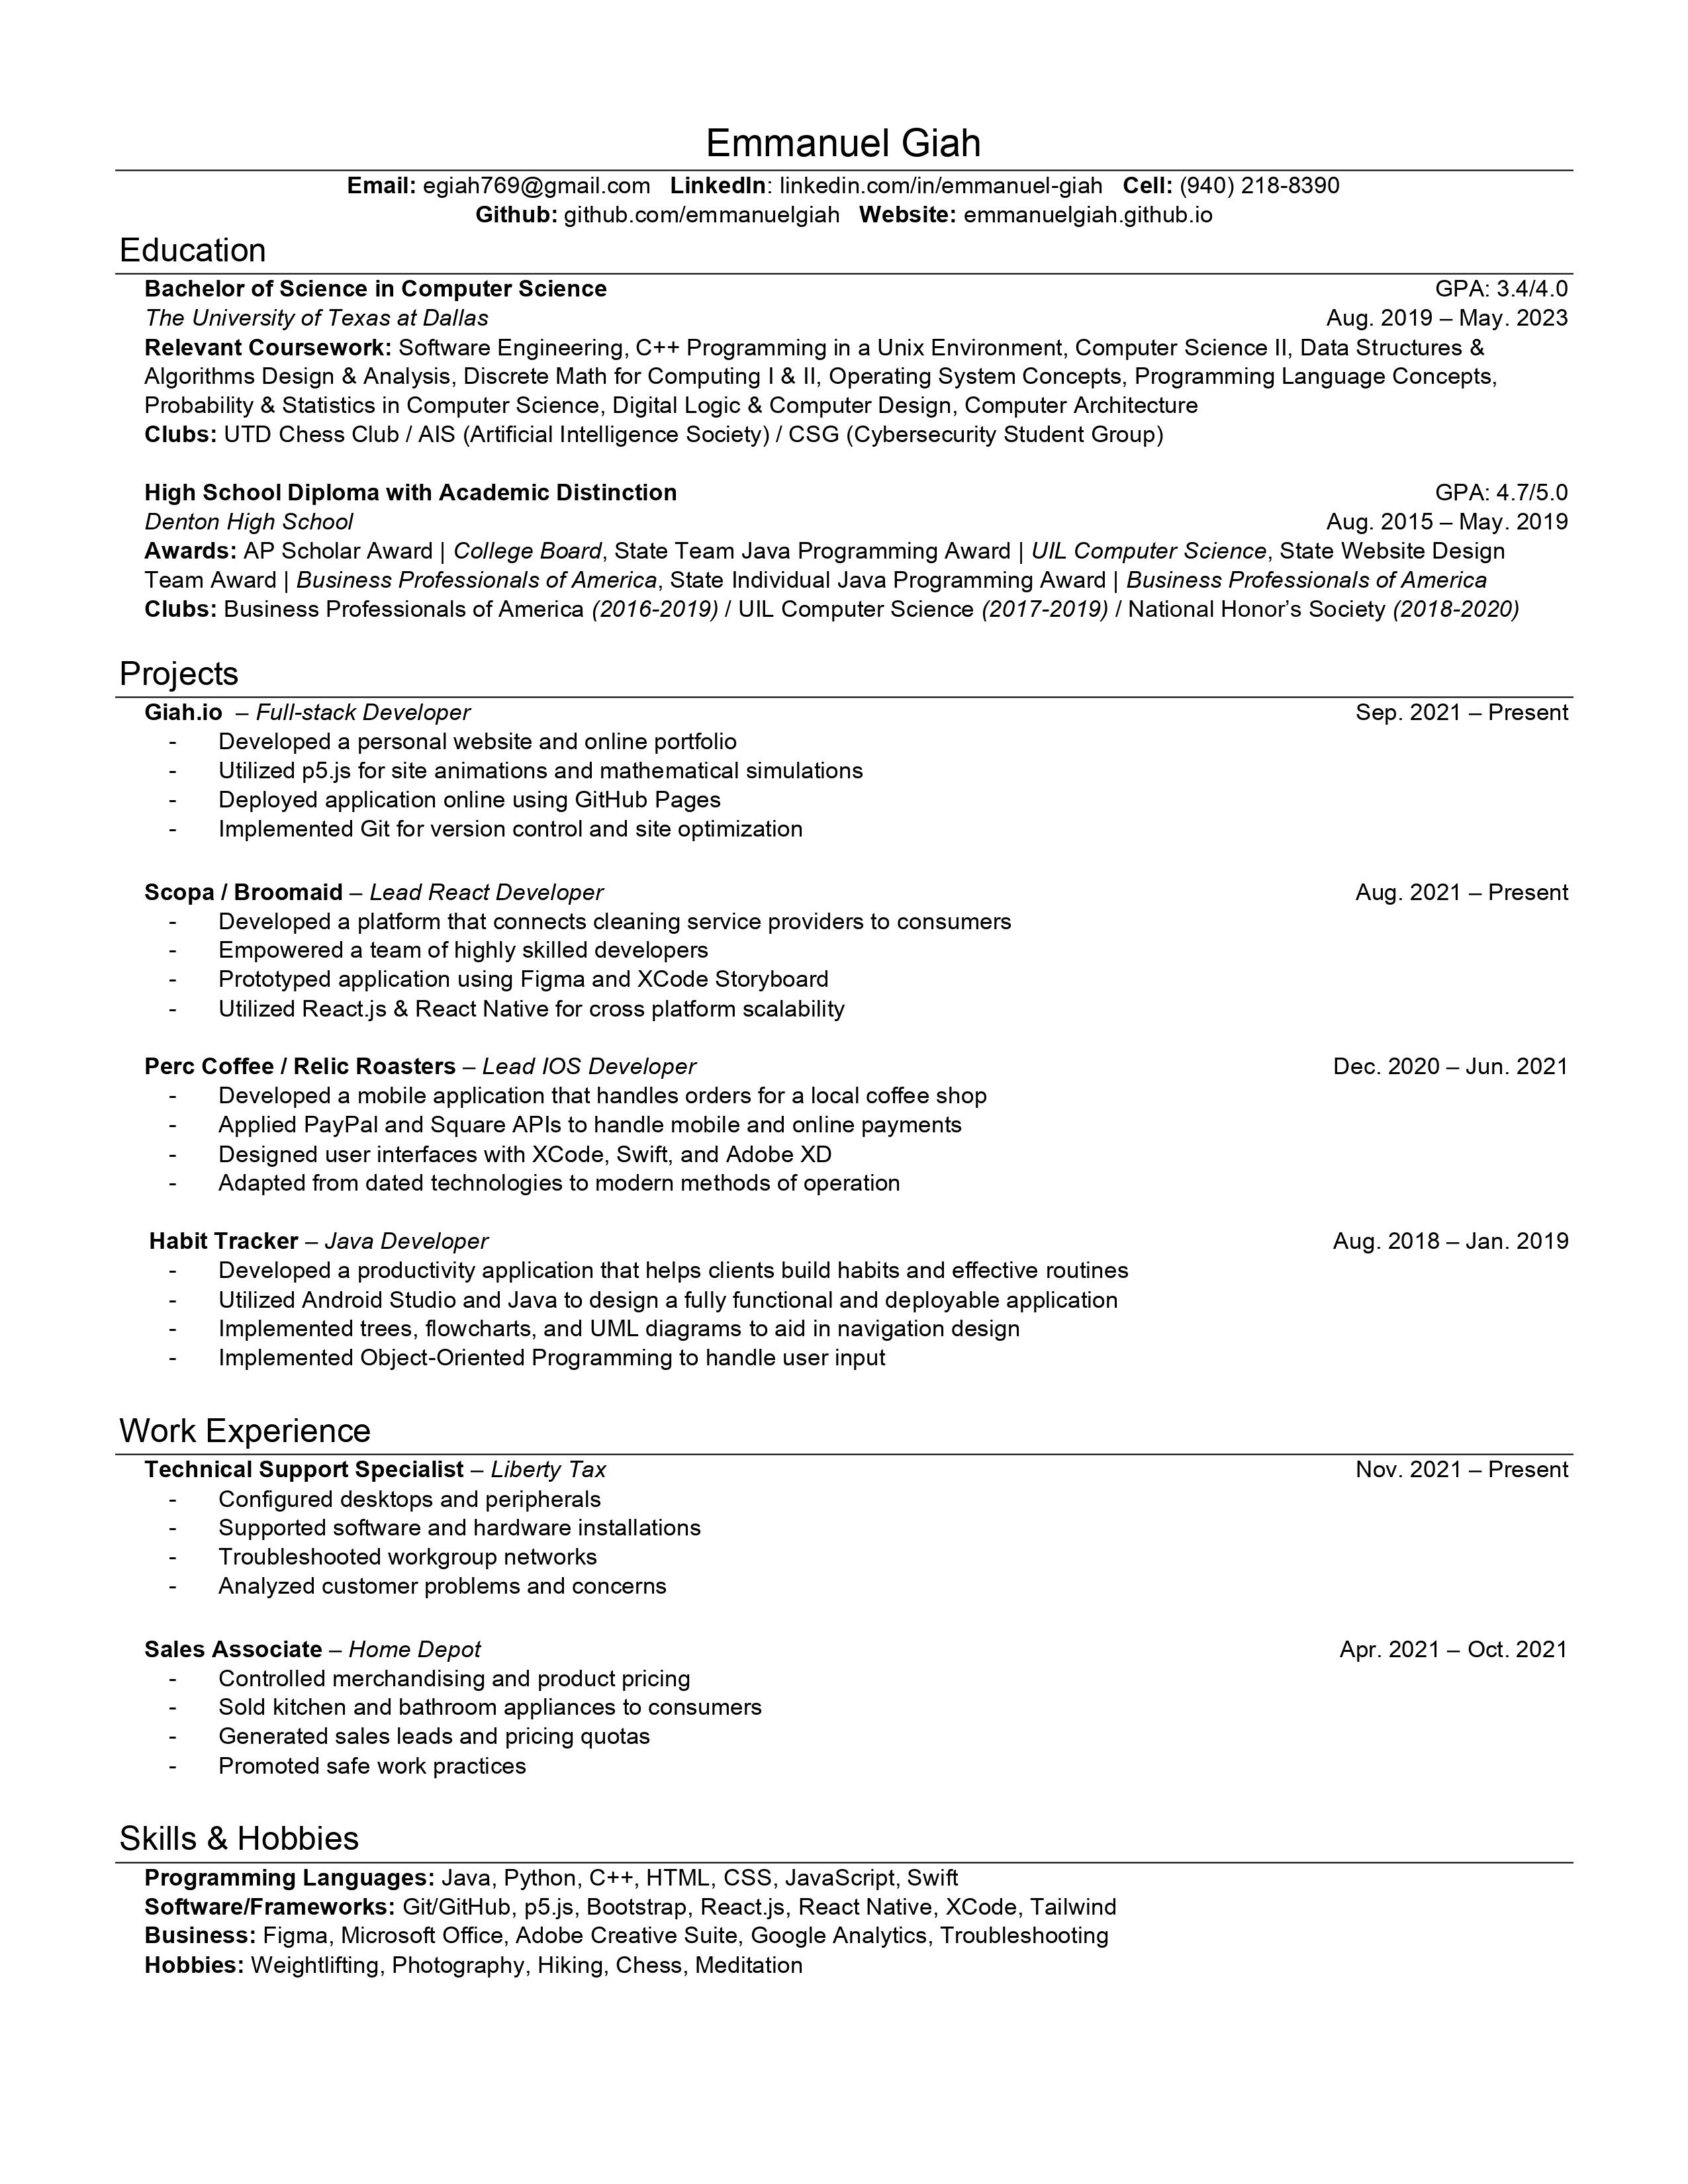 Emmanuel Giah
Email: egiah769@gmail.com LinkedIn: linkedin.com/in/emmanuel-giah Cell: (940) 218-8390
Github: github.com/emmanuelgiah Website: emmanuelgiah.github.io
Education
Bachelor of Science in Computer Science GPA: 3.4/4.0
The University of Texas at Dallas Aug. 2019 – May. 2023
Relevant Coursework: Software Engineering, C++ Programming in a Unix Environment, Computer Science II, Data Structures &
Algorithms Design & Analysis, Discrete Math for Computing I & II, Operating System Concepts, Programming Language Concepts,
Probability & Statistics in Computer Science, Digital Logic & Computer Design, Computer Architecture
Clubs: UTD Chess Club / AIS (Artificial Intelligence Society) / CSG (Cybersecurity Student Group)
High School Diploma with Academic Distinction GPA: 4.7/5.0
Denton High School Aug. 2015 – May. 2019
Awards: AP Scholar Award | College Board, State Team Java Programming Award | UIL Computer Science, State Website Design
Team Award | Business Professionals of America, State Individual Java Programming Award | Business Professionals of America
Clubs: Business Professionals of America (2016-2019) / UIL Computer Science (2017-2019) / National Honor’s Society (2018-2020)
Projects
Giah.io – Full-stack Developer Sep. 2021 – Present
- Developed a personal website and online portfolio
- Utilized p5.js for site animations and mathematical simulations
- Deployed application online using GitHub Pages
- Implemented Git for version control and site optimization
Scopa / Broomaid – Lead React Developer Aug. 2021 – Present
- Developed a platform that connects cleaning service providers to consumers
- Empowered a team of highly skilled developers
- Prototyped application using Figma and XCode Storyboard
- Utilized React.js & React Native for cross platform scalability
Perc Coffee / Relic Roasters – Lead IOS Developer Dec. 2020 – Jun. 2021
- Developed a mobile application that handles orders for a local coffee shop
- Applied PayPal and Square APIs to handle mobile and online payments
- Designed user interfaces with XCode, Swift, and Adobe XD
- Adapted from dated technologies to modern methods of operation
Habit Tracker – Java Developer Aug. 2018 – Jan. 2019
- Developed a productivity application that helps clients build habits and effective routines
- Utilized Android Studio and Java to design a fully functional and deployable application
- Implemented trees, flowcharts, and UML diagrams to aid in navigation design
- Implemented Object-Oriented Programming to handle user input
Work Experience
Technical Support Specialist – Liberty Tax Nov. 2021 – Present
- Configured desktops and peripherals
- Supported software and hardware installations
- Troubleshooted workgroup networks
- Analyzed customer problems and concerns
Sales Associate – Home Depot Apr. 2021 – Oct. 2021
- Controlled merchandising and product pricing
- Sold kitchen and bathroom appliances to consumers
- Generated sales leads and pricing quotas
- Promoted safe work practices
Skills & Hobbies
Programming Languages: Java, Python, C++, HTML, CSS, JavaScript, Swift
Software/Frameworks: Git/GitHub, p5.js, Bootstrap, React.js, React Native, XCode, Tailwind
Business: Figma, Microsoft Office, Adobe Creative Suite, Google Analytics, Troubleshooting
Hobbies: Weightlifting, Photography, Hiking, Chess, Meditation